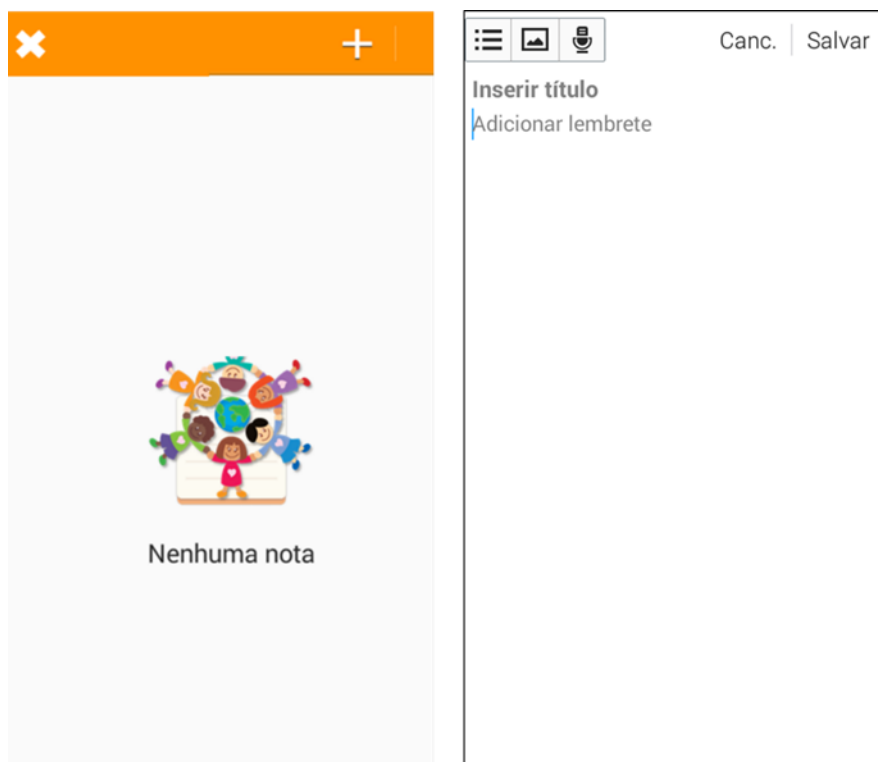 Nenhuma nota
Canc. Salvar
Inserir título
Adicionar lembrete